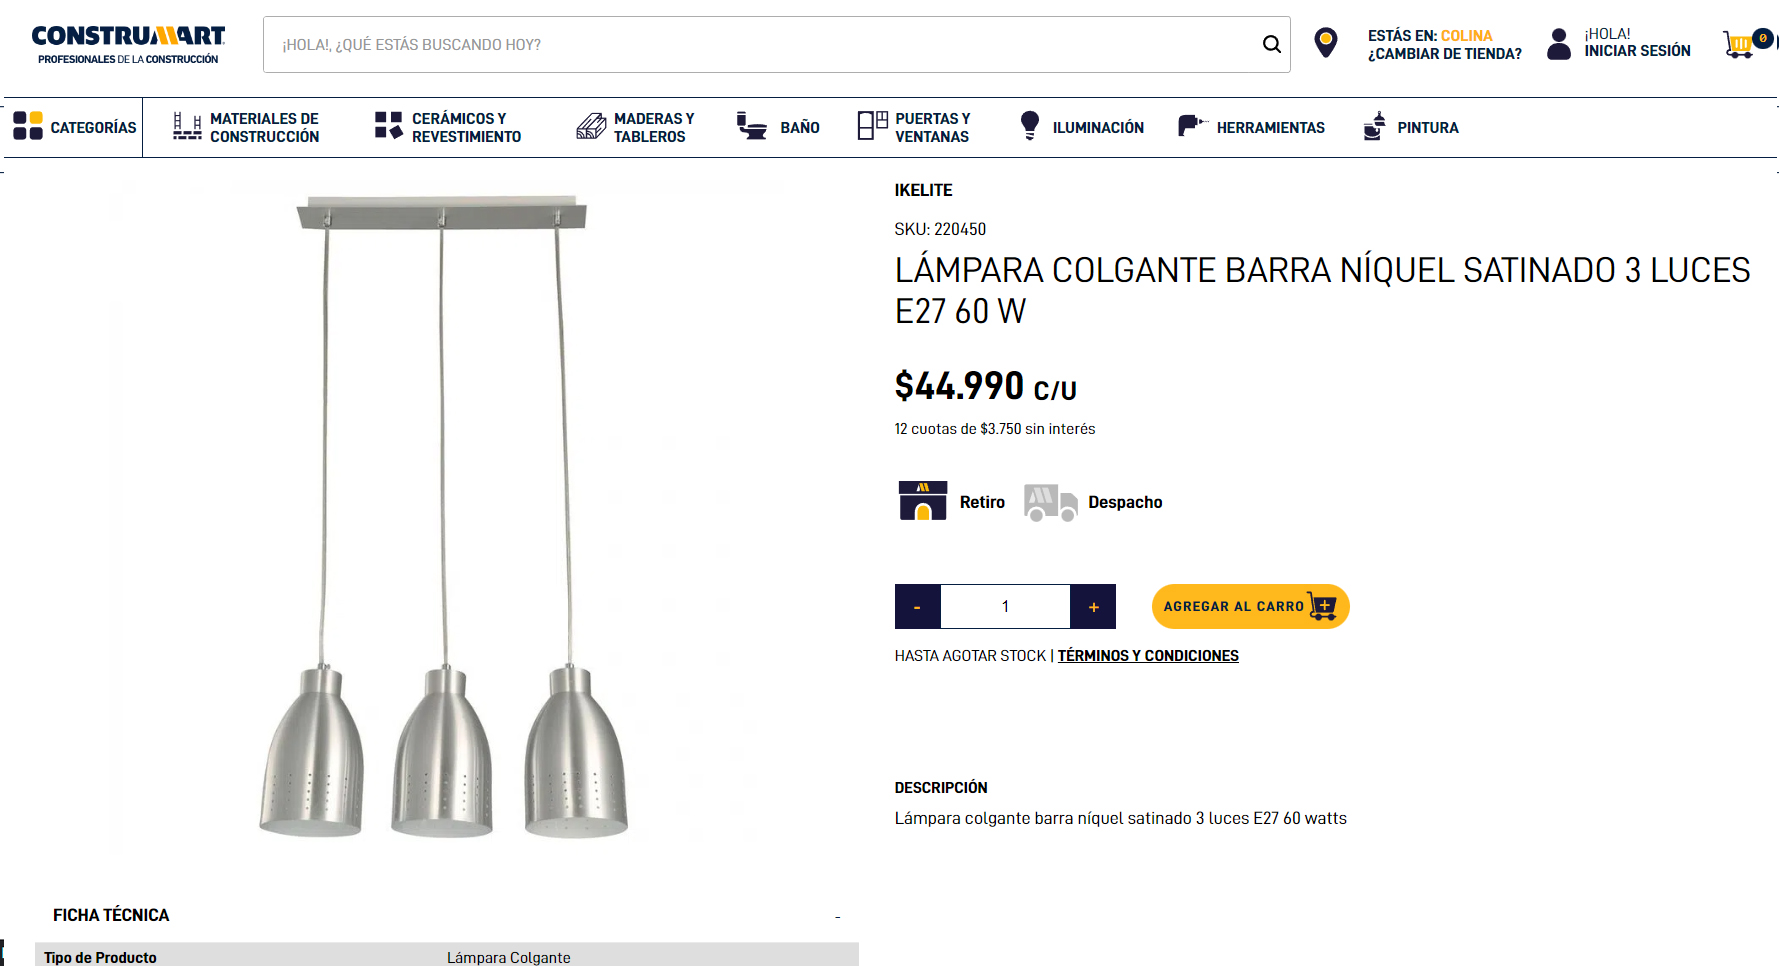 CONSTRUMART
PROFESIONALES DE LA CONSTRUCCIÓN
¡HOLA!, ¿QUÉ ESTÁS BUSCANDO HOY?
ESTÁS EN: COLINA
¿CAMBIAR DE TIENDA?
¡HOLA!
INICIAR SESIÓN
0
CATEGORÍAS
MATERIALES DE
CONSTRUCCIÓN
CERÁMICOS Y
REVESTIMIENTO
MADERAS Y
TABLEROS
BAÑO
PUERTAS Y
VENTANAS
ILUMINACIÓN
HERRAMIENTAS
PINTURA
IKELITE
SKU: 220450
LÁMPARA COLGANTE BARRA NÍQUEL SATINADO 3 LUCES
E27 60 W
$44.990 C/U
12 cuotas de $3.750 sin interés
Retiro
Despacho
- 1 +
AGREGAR AL CARRO
HASTA AGOTAR STOCK | TÉRMINOS Y CONDICIONES
DESCRIPCIÓN
Lámpara colgante barra níquel satinado 3 luces E27 60 watts
FICHA TÉCNICA -
Tipo de Producto Lámpara Colgante